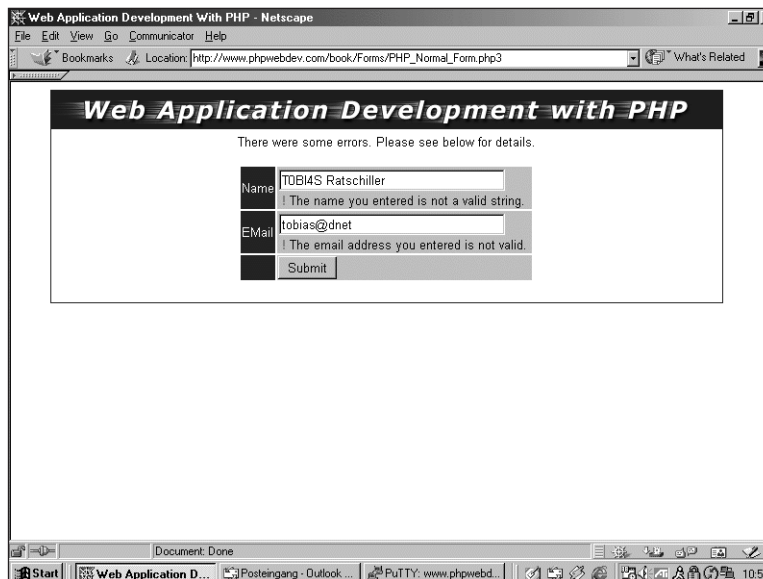 Web Application Development With PHP - Netscape
File Edit View Go Communicator Help
Bookmarks Location: http://www.phpwebdev.com/book/Forms/PHP_Normal_Form.php3 What's Related
Web Application Development with PHP
There were some errors. Please see below for details.
Name T0BI4S Ratschiller
! The name you entered is not a valid string.
EMail tobias@dnet
! The email address you entered is not valid.
Submit
Document: Done
Start Web Application D... Posteingang - Outlook ... PuTTY: www.phpwebd... 10:5